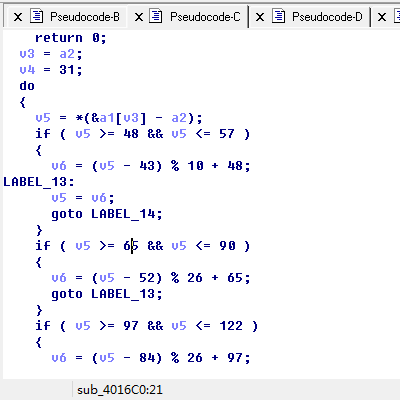 Pseudocode-B Pseudocode-C Pseudocode-D
return 0;
v3 = a2;
v4 = 31;
do
{
v5 = *(&a1[v3] - a2);
if ( v5 >= 48 && v5 <= 57 )
{
v6 = (v5 - 43) % 10 + 48;
LABEL_13:
v5 = v6;
goto LABEL_14;
}
if ( v5 >= 65 && v5 <= 90 )
{
v6 = (v5 - 52) % 26 + 65;
goto LABEL_13;
}
if ( v5 >= 97 && v5 <= 122 )
{
v6 = (v5 - 84) % 26 + 97;
sub_4016C0:21